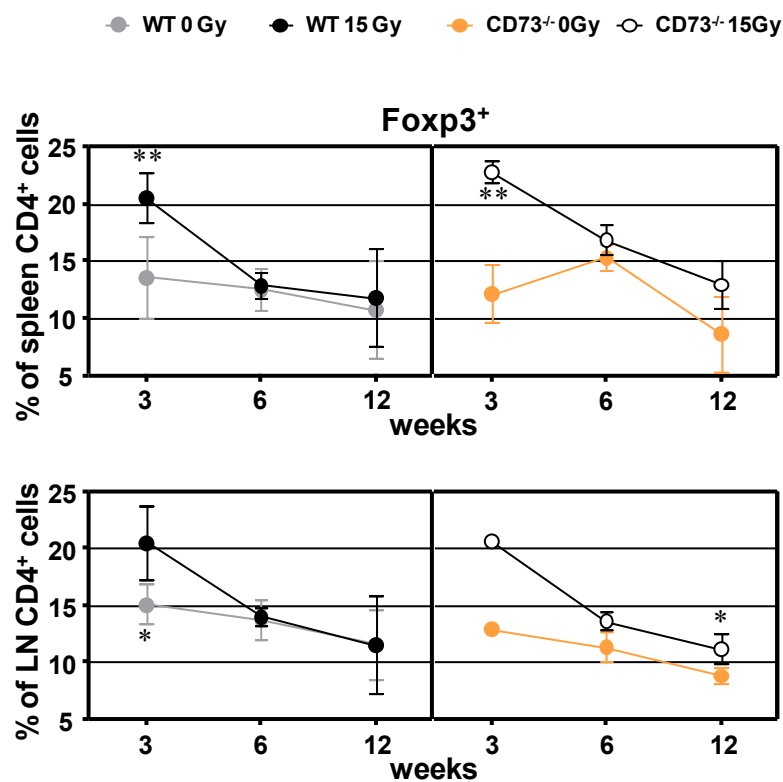 WT 0 Gy WT 15 Gy CD73-/- 0Gy CD73-/- 15Gy
Foxp3+
% of spleen CD4+ cells
25
20
15
10
5
**
**
3 6 12 3 6 12
weeks
% of LN CD4+ cells
25
20
15
10
5
*
*
3 6 12 3 6 12
weeks